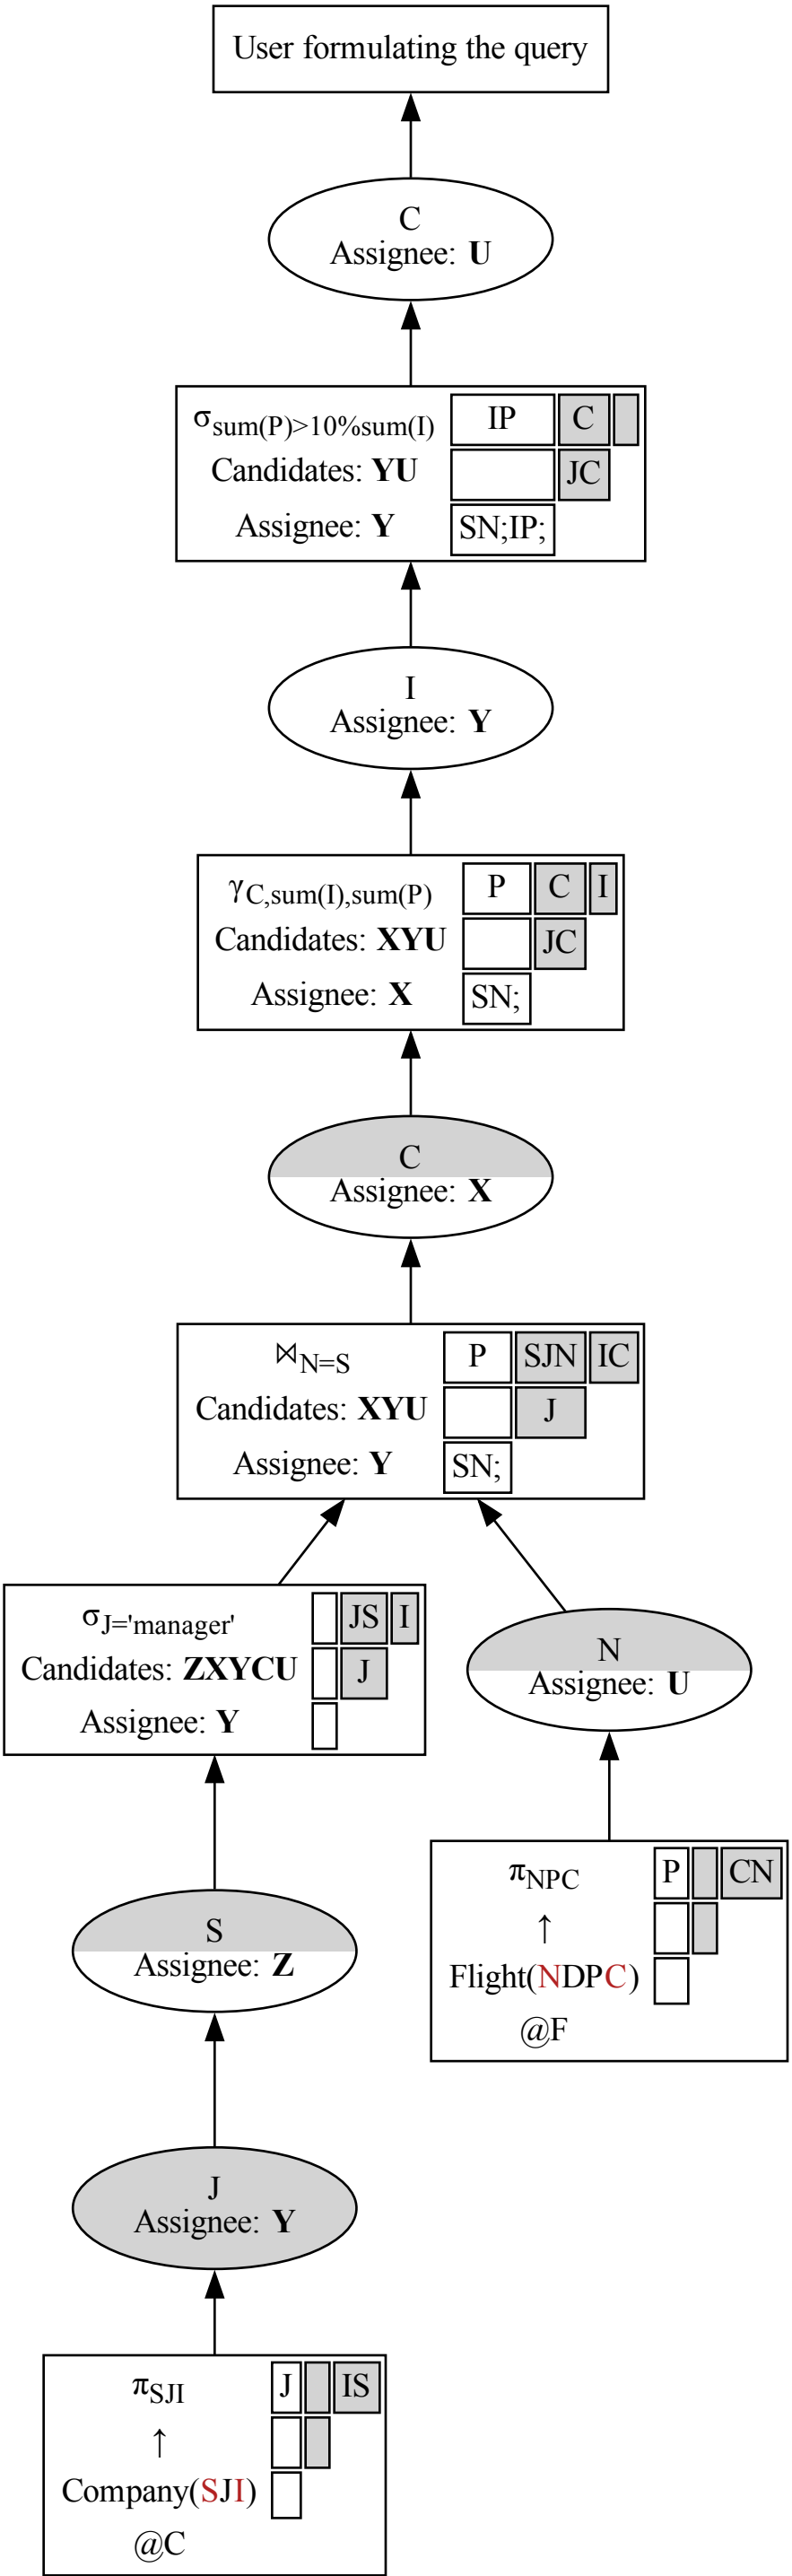 User formulating the query
C
Assignee: U
σsum(P)>10%sum(I)
IP
C
Candidates: YU
JC
Assignee: Y
SN;IP;
I
Assignee: Y
γC,sum(I),sum(P)
P
C
I
Candidates: XYU
JC
Assignee: X
SN;
C
Assignee: X
⋈N=S
P
SJN
IC
Candidates: XYU
J
Assignee: Y
SN;
σJ='manager'
JS
I
Candidates: ZXYCU
J
Assignee: Y
N
Assignee: U
πNPC
P
CN
↑
Flight(NDPC)
@F
S
Assignee: Z
J
Assignee: Y
πSJI
J
IS
↑
Company(SJI)
@C